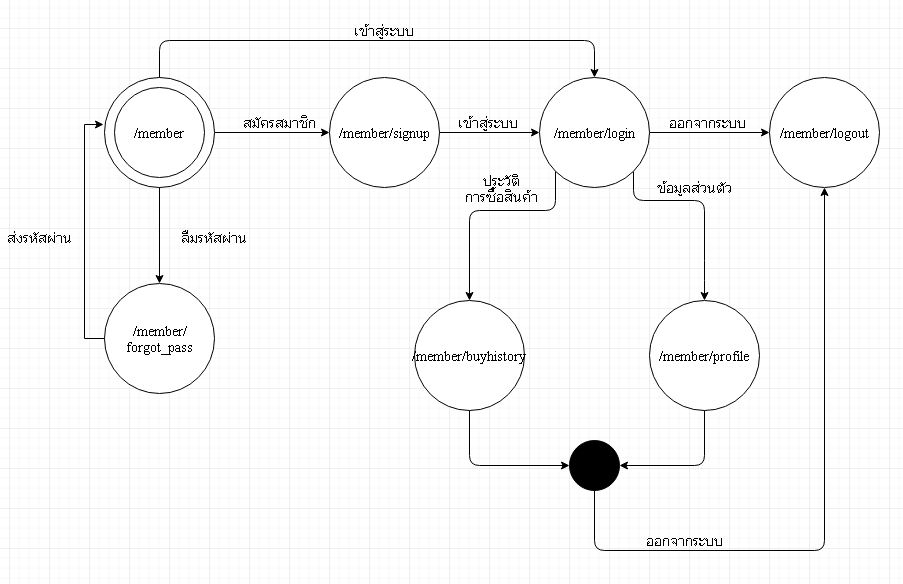 เข้าสู่ระบบ
/member
สมัครสมาชิก
/member/signup
เข้าสู่ระบบ
/member/login
ออกจากระบบ
/member/logout
ประวัติ
การซื้อสินค้า
ข้อมูลส่วนตัว
ส่งรหัสผ่าน
ลืมรหัสผ่าน
/member/
forgot_pass
/member/buyhistory
/member/profile
ออกจากระบบ